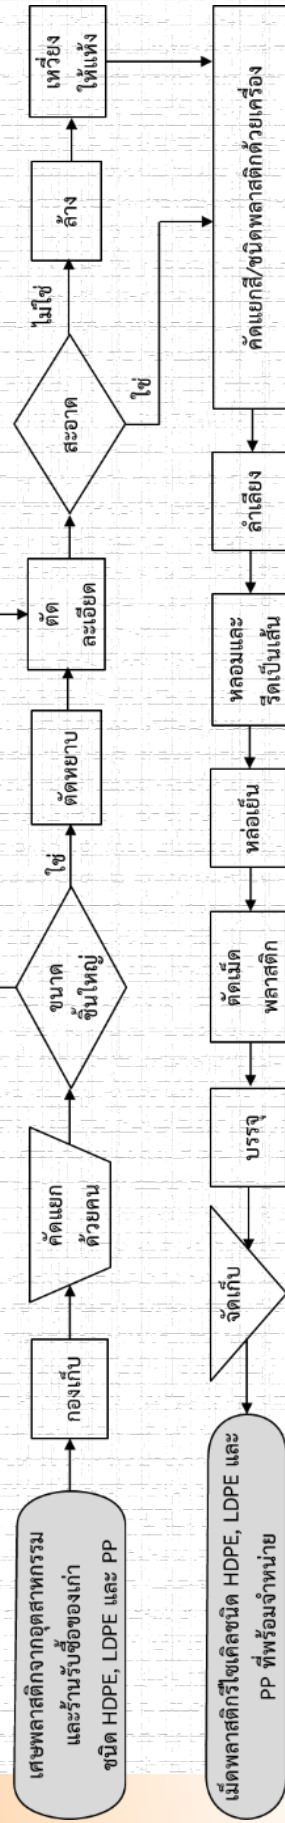 เศษพลาสติกจากอุตสาหกรรม
และร้านรับซื้อของเก่า
ชนิด HDPE, LDPE และ PP
กองเก็บ
คัดแยก
ด้วยคน
ขนาด
ชิ้นใหญ่
ใช่
ตัดหยาบ
ตัด
ละเอียด
สะอาด
ไม่ใช่
ใช่
ล้าง
เหวี่ยง
ให้แห้ง
คัดแยกสี/ชนิดพลาสติกด้วยเครื่อง
ลำเลียง
หลอมและ
รีดเป็นเส้น
หล่อเย็น
ตัดเม็ด
พลาสติก
บรรจุ
จัดเก็บ
เม็ดพลาสติกรีไซเคิลชนิด HDPE, LDPE และ
PP ที่พร้อมจำหน่าย